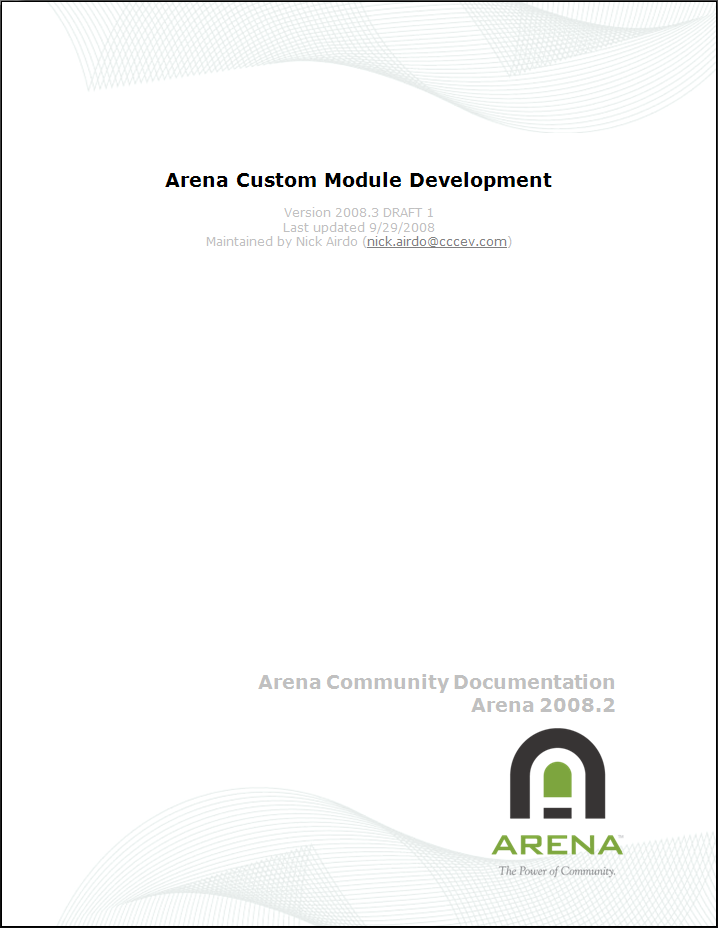 Arena Custom Module Development
Version 2008.3 DRAFT 1
Last updated 9/29/2008
Maintained by Nick Airdo (nick.airdo@cccev.com)
Arena Community Documentation
Arena 2008.2
ARENA™
The Power of Community.